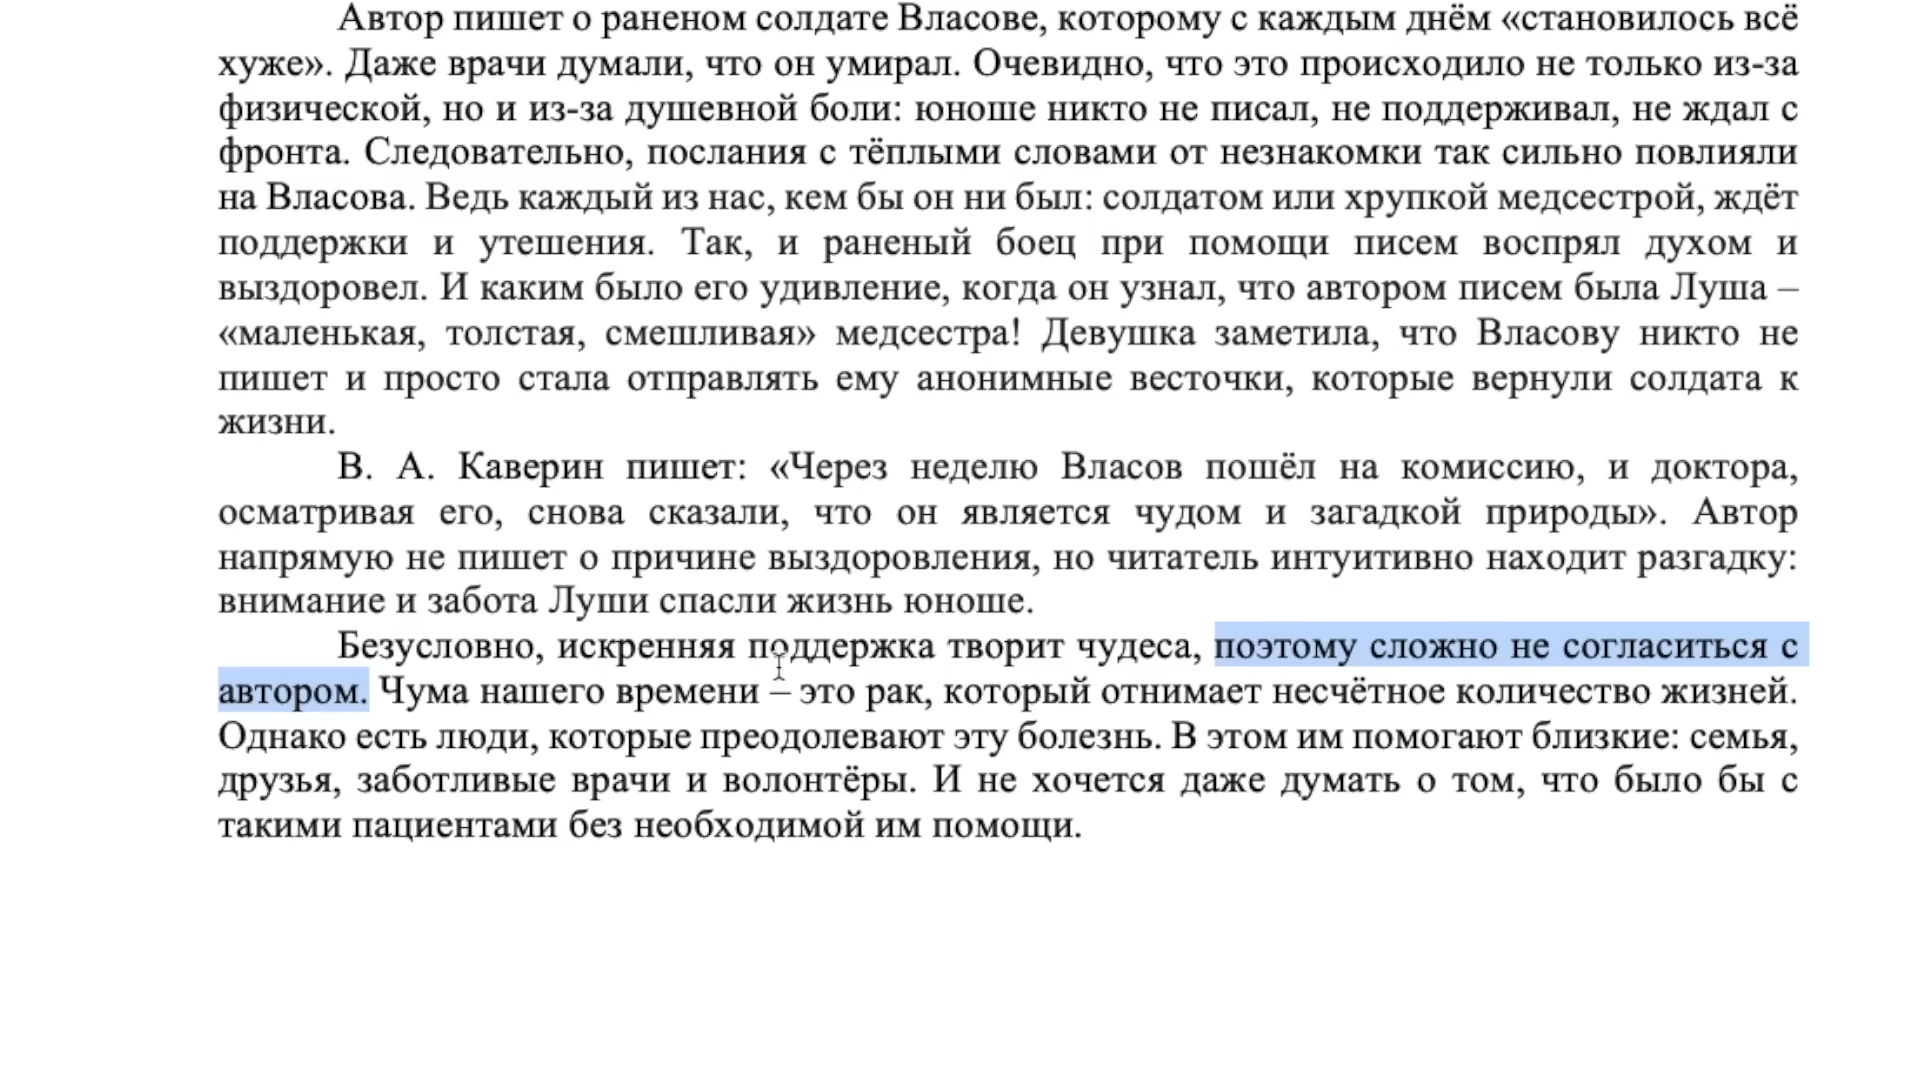 Автор пишет о раненом солдате Власове, которому с каждым днём «становилось всё
хуже». Даже врачи думали, что он умирал. Очевидно, что это происходило не только из-за
физической, но и из-за душевной боли: юноше никто не писал, не поддерживал, не ждал с
фронта. Следовательно, послания с тёплыми словами от незнакомки так сильно повлияли
на Власова. Ведь каждый из нас, кем бы он ни был: солдатом или хрупкой медсестрой, ждёт
поддержки и утешения. Так, и раненый боец при помощи писем воспрял духом и
выздоровел. И каким было его удивление, когда он узнал, что автором писем была Луша –
«маленькая, толстая, смешливая» медсестра! Девушка заметила, что Власову никто не
пишет и просто стала отправлять ему анонимные весточки, которые вернули солдата к
жизни.
В. А. Каверин пишет: «Через неделю Власов пошёл на комиссию, и доктора,
осматривая его, снова сказали, что он является чудом и загадкой природы». Автор
напрямую не пишет о причине выздоровления, но читатель интуитивно находит разгадку:
внимание и забота Луши спасли жизнь юноше.
Безусловно, искренняя поддержка творит чудеса, поэтому сложно не согласиться с
автором. Чума нашего времени – это рак, который отнимает несчётное количество жизней.
Однако есть люди, которые преодолевают эту болезнь. В этом им помогают близкие: семья,
друзья, заботливые врачи и волонтёры. И не хочется даже думать о том, что было бы с
такими пациентами без необходимой им помощи.